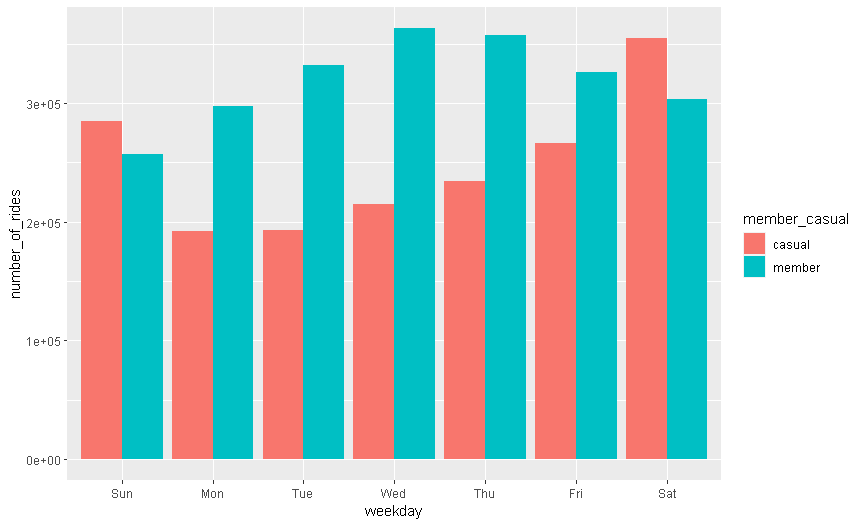 number_of_rides
3e+05
2e+05
1e+05
0e+00
Sun Mon Tue Wed Thu Fri Sat
weekday
member_casual
casual
member